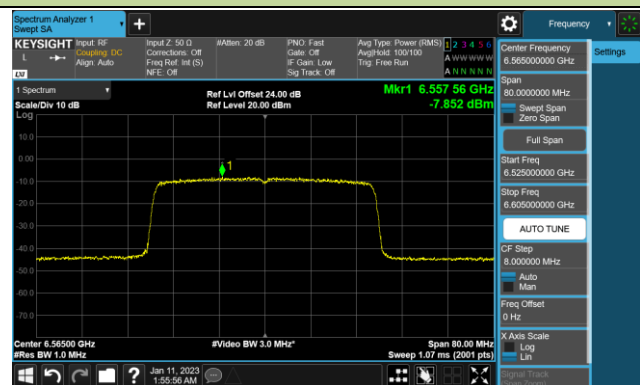 Spectrum Analyzer 1
Swept SA
Frequency
KEYSIGHT
L
LXI
Input: RF
Coupling: DC
Align: Auto
Input Z: 50 Ω
Corrections: Off
Freq Ref: Int (S)
NFE: Off
#Atten: 20 dB
PNO: Fast
Gate: Off
IF Gain: Low
Sig Track: Off
Avg Type: Power (RMS)
Avg|Hold: 100/100
Trig: Free Run
1 2 3 4 5 6
A W W W W W
A N N N N N
Center Frequency
6.565000000 GHz
Settings
Span
80.0000000 MHz
Swept Span
Zero Span
Full Span
Start Freq
6.525000000 GHz
Stop Freq
6.605000000 GHz
AUTO TUNE
CF Step
8.000000 MHz
Auto
Man
Freq Offset
0 Hz
X Axis Scale
Log
Lin
Signal Track
1 Spectrum
Scale/Div 10 dB
Log
Ref Lvl Offset 24.00 dB
Ref Level 20.00 dBm
Mkr1 6.557 56 GHz
-7.852 dBm
10.0
0.00
1
-10.0
-20.0
-30.0
-40.0
-50.0
-60.0
-70.0
Center 6.56500 GHz
#Res BW 1.0 MHz
#Video BW 3.0 MHz*
Span 80.00 MHz
Sweep 1.07 ms (2001 pts)
?
Jan 11, 2023
1:55:56 AM